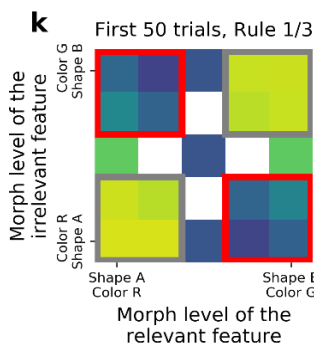 k
First 50 trials, Rule 1/3
Color G
Shape B
Morph level of the
irrelevant feature
Color R
Shape A
Shape A
Color R
Shape
Color G
Morph level of the
relevant feature